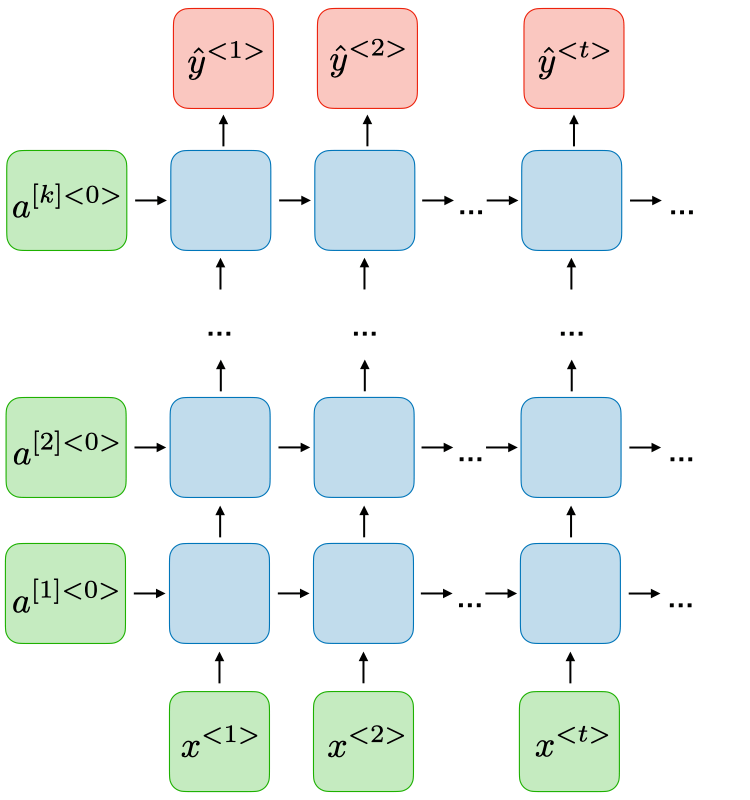 ŷ<1> ŷ<2> ŷ<t>
a[k]<0> ... ...
... ... ...
a[2]<0> ... ...
a[1]<0> ... ...
x<1> x<2> x<t>